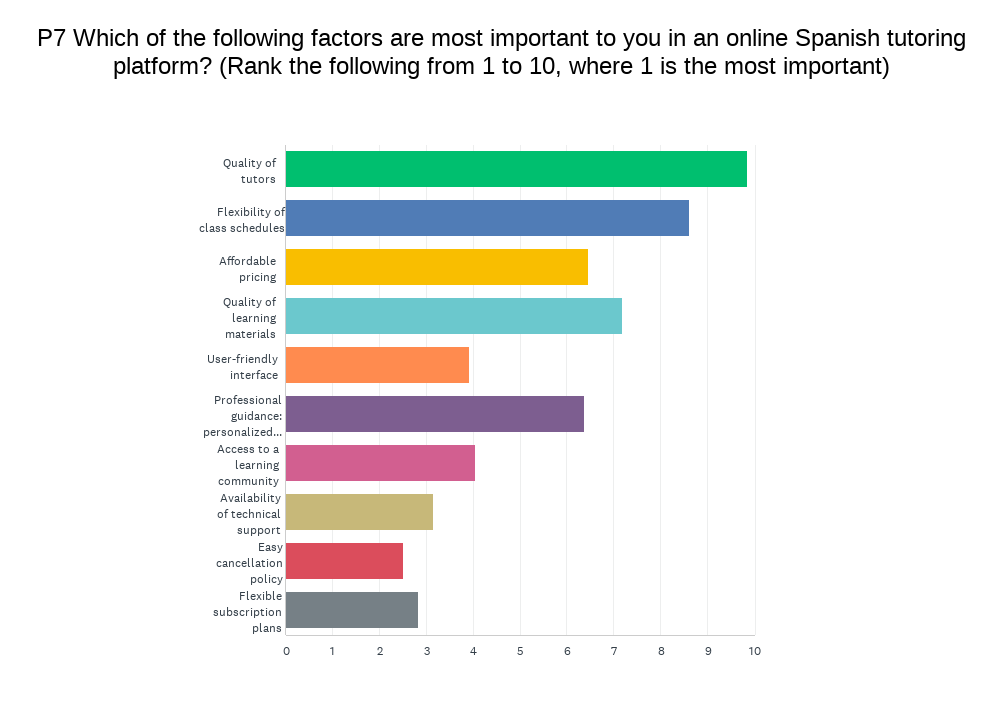 P7 Which of the following factors are most important to you in an online Spanish tutoring
platform? (Rank the following from 1 to 10, where 1 is the most important)
Quality of
tutors
Flexibility of
class schedules
Affordable
pricing
Quality of
learning
materials
User-friendly
interface
Professional
guidance:
personalized...
Access to a
learning
community
Availability
of technical
support
Easy
cancellation
policy
Flexible
subscription
plans
0 1 2 3 4 5 6 7 8 9 10